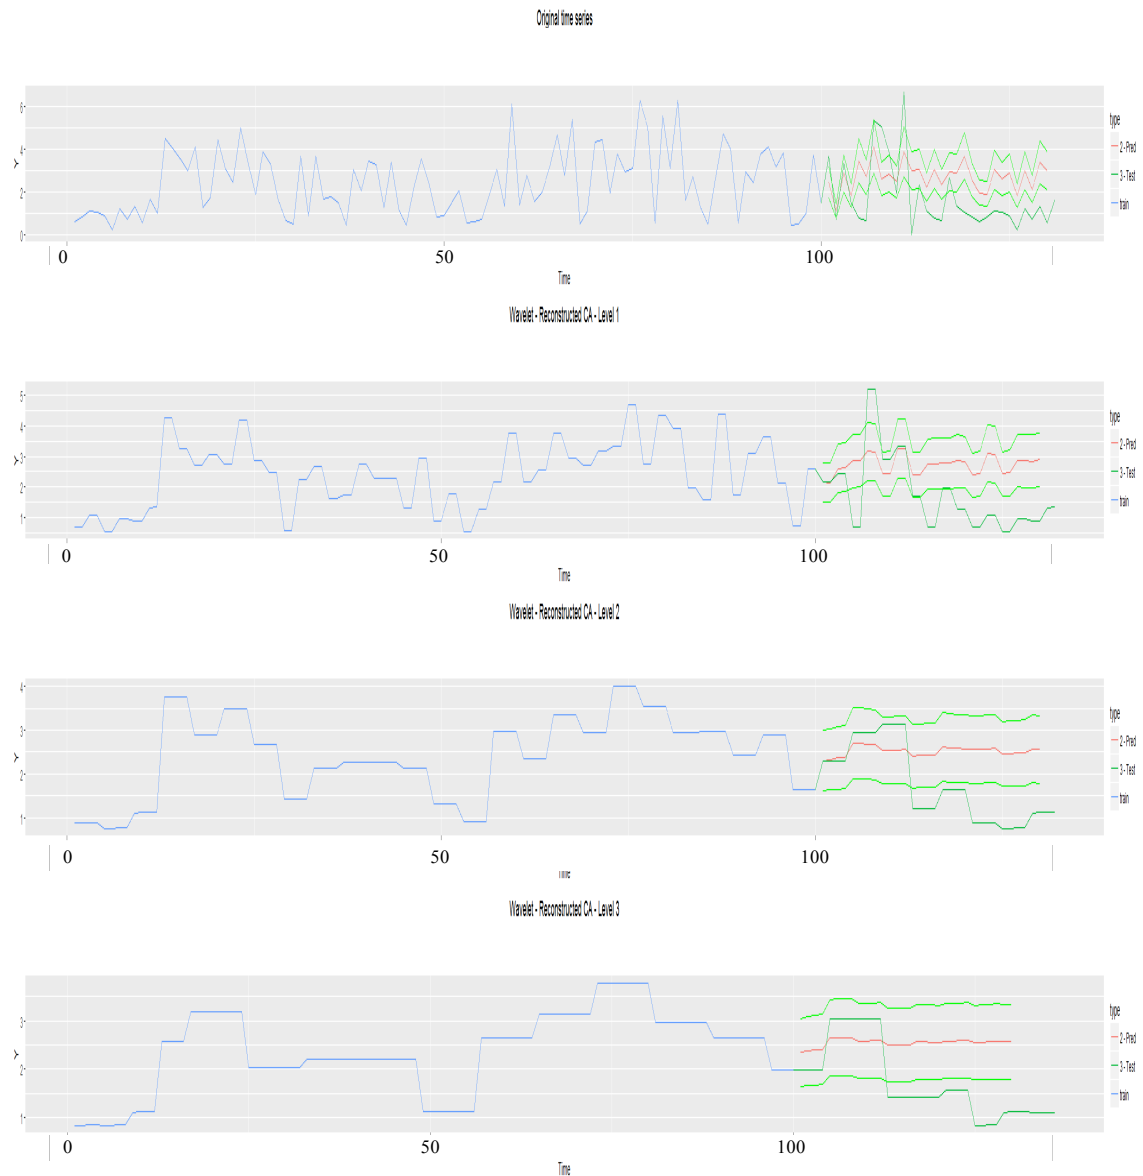 Original time series
6
4
2
0
Y
type
2- Pred
3- Test
train
0 50 100
Time
Wavelet - Reconstructed CA - Level 1
5
4
3
2
1
Y
type
2- Pred
3- Test
train
0 50 100
Time
Wavelet - Reconstructed CA - Level 2
4
3
2
1
Y
type
2- Pred
3- Test
train
0 50 100
Time
Wavelet - Reconstructed CA - Level 3
3
2
1
Y
type
2- Pred
3- Test
train
0 50 100
Time